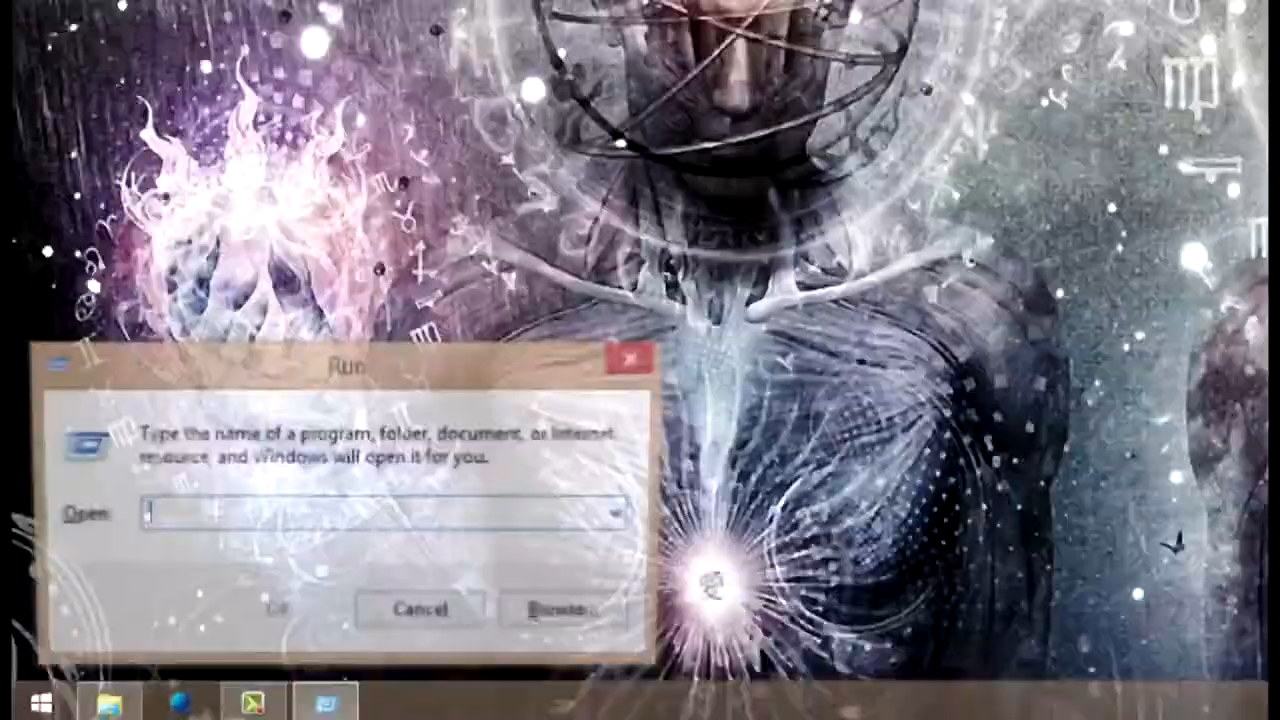 Run
Type the name of a program, folder, document, or Internet
resource, and Windows will open it for you.
Open:
OK
Cancel
Browse...